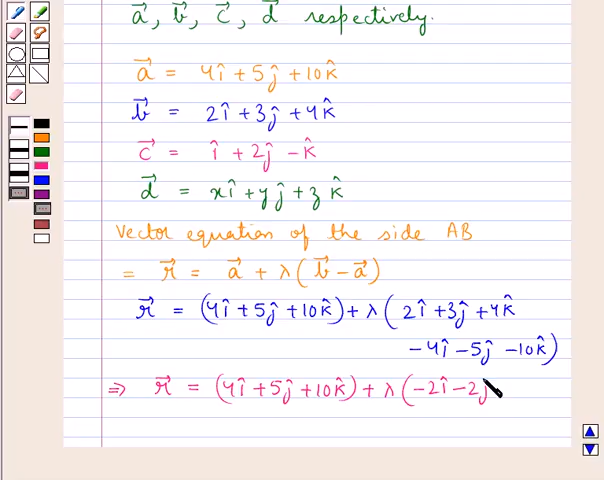 a⃗, b⃗, c⃗, d⃗ respectively.
a⃗ = 4î + 5ĵ + 10k̂
b⃗ = 2î + 3ĵ + 4k̂
c⃗ = î + 2ĵ - k̂
d⃗ = xî + yĵ + zk̂
Vector equation of the side AB
= r⃗ = a⃗ + λ(b⃗ - a⃗)
r⃗ = (4î + 5ĵ + 10k̂) + λ(2î + 3ĵ + 4k̂
- 4î - 5ĵ - 10k̂)
⇒ r⃗ = (4î + 5ĵ + 10k̂) + λ(-2î - 2j